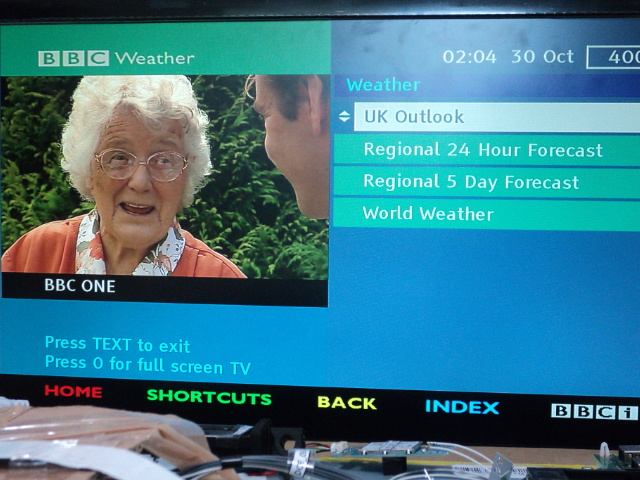 BBC Weather
02:04 30 Oct 400
Weather
UK Outlook
Regional 24 Hour Forecast
Regional 5 Day Forecast
World Weather
BBC ONE
Press TEXT to exit
Press 0 for full screen TV
HOME SHORTCUTS BACK INDEX BBCi